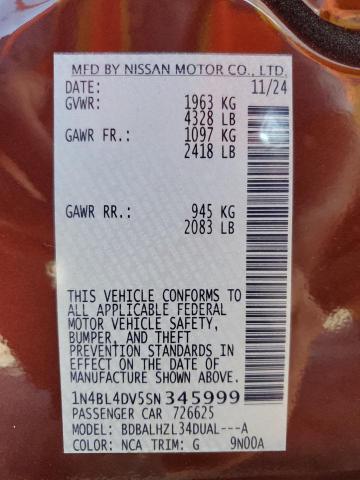 MFD BY NISSAN MOTOR CO., LTD.
DATE: 11/24
GVWR: 1963 KG
4328 LB
GAWR FR.: 1097 KG
2418 LB
GAWR RR.: 945 KG
2083 LB
THIS VEHICLE CONFORMS TO
ALL APPLICABLE FEDERAL
MOTOR VEHICLE SAFETY,
BUMPER, AND THEFT
PREVENTION STANDARDS IN
EFFECT ON THE DATE OF
MANUFACTURE SHOWN ABOVE.
1N4BL4DV5SN345999
PASSENGER CAR 726625
MODEL: BDBALHZL34DUAL---A
COLOR: NCA TRIM: G 9N00A